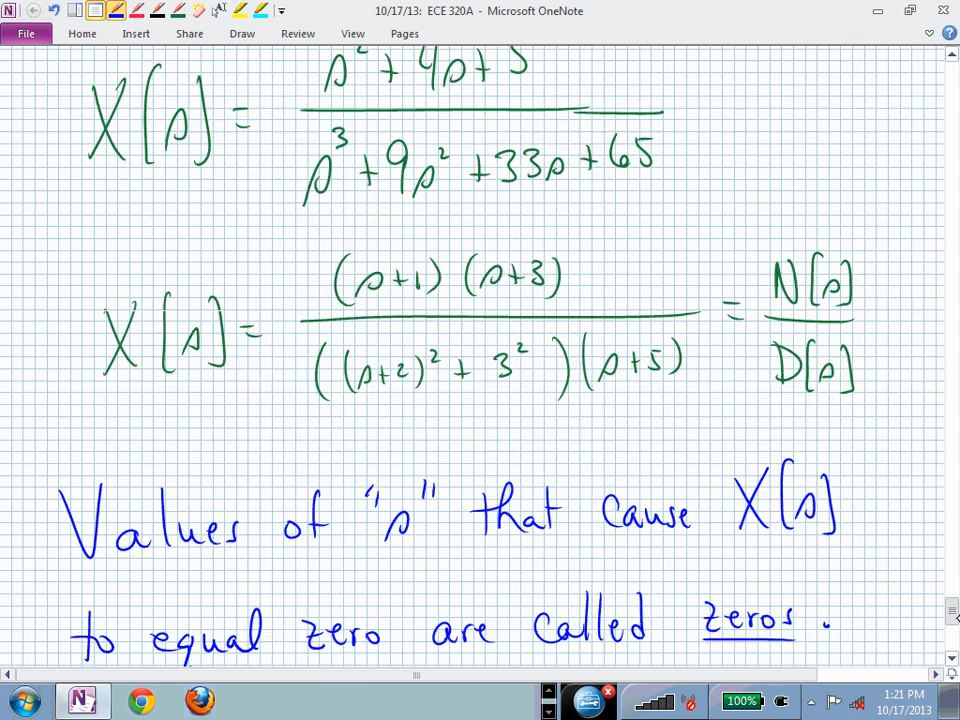 10/17/13: ECE 320A - Microsoft OneNote
File Home Insert Share Draw Review View Pages
s² + 4s + 3
X[s] = ———
s³ + 9s² + 33s + 65
(s+1) (s+3)
X[s] = ——— = N[s] / D[s]
((s+2)² + 3²)(s+5)
Values of "s" that cause X[s]
to equal zero are called zeros.
100%
1:21 PM
10/17/2013